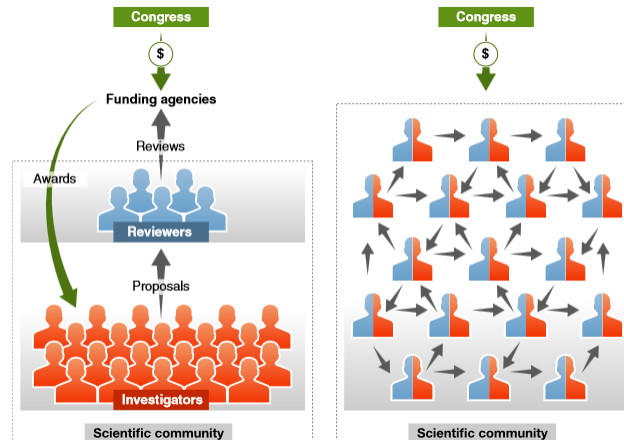 Congress
$
Funding agencies
Reviews
Awards
Reviewers
Proposals
Investigators
Scientific community
Congress
$
Scientific community